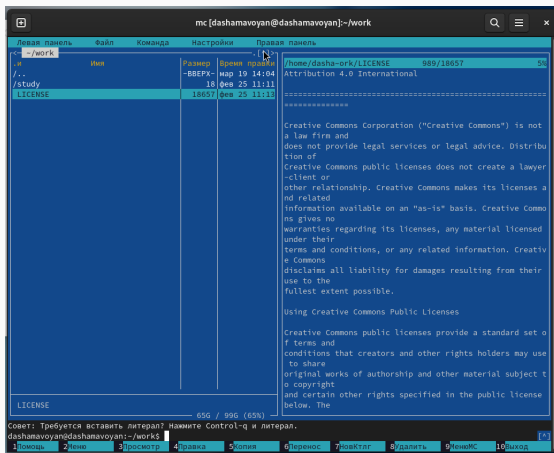 mc [dashamavoyan@dashamavoyan]:~/work
Левая панель Файл Команда Настройки Правая панель
<- ~/work .[^]>
.и Имя Размер Время правки
/.. -ВВЕРХ- мар 19 14:04
/study 18 фев 25 11:11
LICENSE 18657 фев 25 11:13
LICENSE
65G / 99G (65%)
/home/dasha~ork/LICENSE 989/18657 5%
Attribution 4.0 International
=======================================================
==============
Creative Commons Corporation ("Creative Commons") is not
a law firm and
does not provide legal services or legal advice. Distribu
tion of
Creative Commons public licenses does not create a lawyer
-client or
other relationship. Creative Commons makes its licenses a
nd related
information available on an "as-is" basis. Creative Commo
ns gives no
warranties regarding its licenses, any material licensed
under their
terms and conditions, or any related information. Creativ
e Commons
disclaims all liability for damages resulting from their
use to the
fullest extent possible.
Using Creative Commons Public Licenses
Creative Commons public licenses provide a standard set o
f terms and
conditions that creators and other rights holders may use
to share
original works of authorship and other material subject t
o copyright
and certain other rights specified in the public license
below. The
Совет: Требуется вставить литерал? Нажмите Control-q и литерал.
dashamavoyan@dashamavoyan:~/work$ [^]
1Помощь 2Меню 3Просмотр 4Правка 5Копия 6Перенос 7НовКтлг 8Удалить 9МенюMC 10Выход